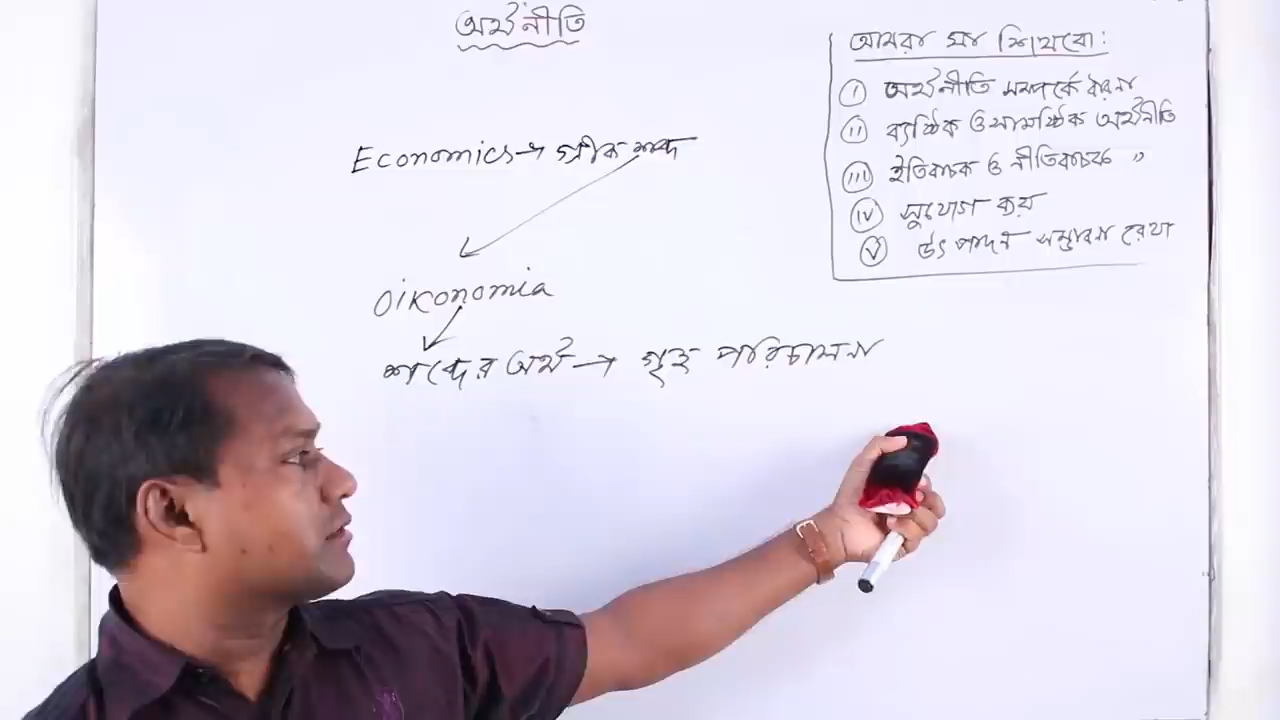 অর্থনীতি
Economics → গ্রীক শব্দ
Oikonomia
শব্দের অর্থ → গৃহ পরিচালনা
আমরা যা শিখবো:
(i) অর্থনীতি সম্পর্কে ধারনা
(ii) ব্যষ্টিক ও সামষ্টিক অর্থনীতি
(iii) ইতিবাচক ও নীতিবাচক "
(iv) সুযোগ ব্যয়
(v) উৎপাদন সম্ভাবনা রেখা